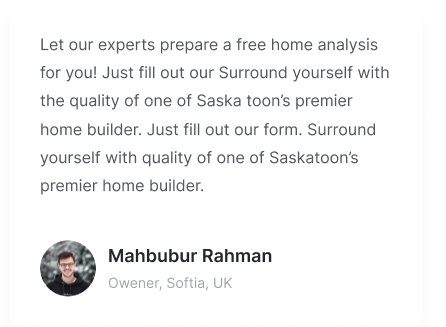 Let our experts prepare a free home analysis
for you! Just fill out our Surround yourself with
the quality of one of Saska toon’s premier
home builder. Just fill out our form. Surround
yourself with quality of one of Saskatoon’s
premier home builder.
Mahbubur Rahman
Owener, Softia, UK